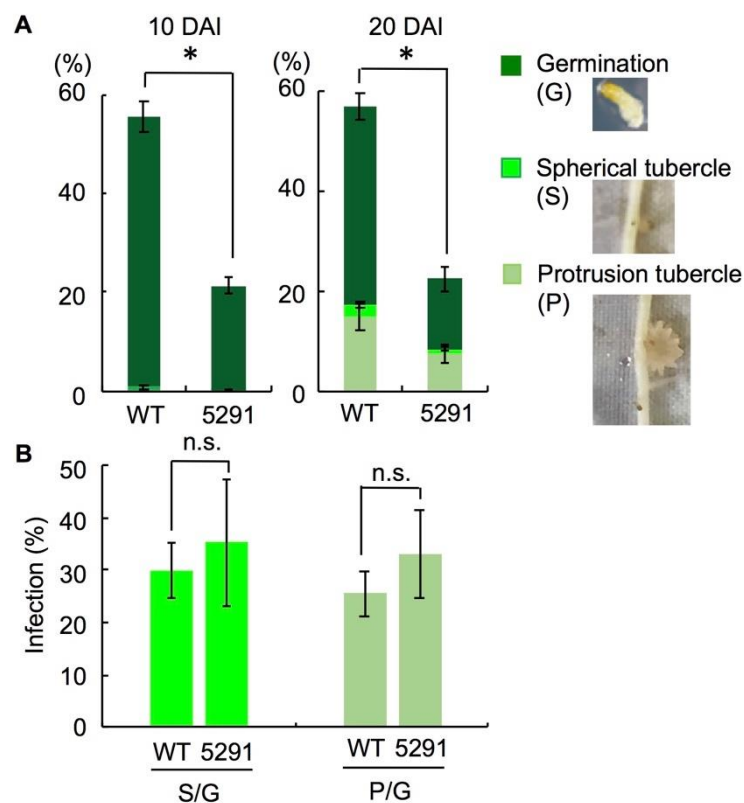 A
10 DAI
20 DAI
*
*
(%)
60
40
20
0
WT
5291
(%)
60
40
20
0
WT
5291
Germination
(G)
Spherical tubercle
(S)
Protrusion tubercle
(P)
B
Infection (%)
50
40
30
20
10
0
n.s.
n.s.
WT 5291
WT 5291
S/G
P/G